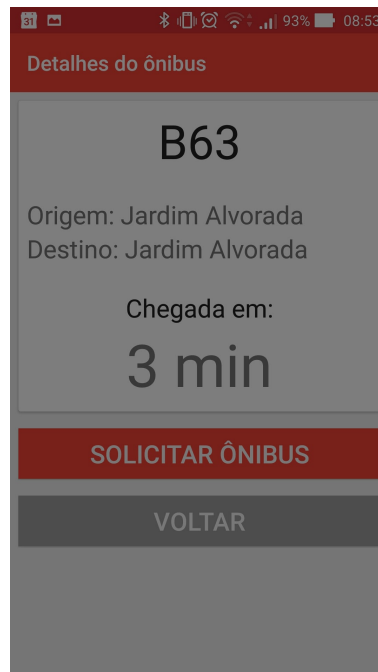 31 93% 08:53
Detalhes do ônibus
B63
Origem: Jardim Alvorada
Destino: Jardim Alvorada
Chegada em:
3 min
SOLICITAR ÔNIBUS
VOLTAR